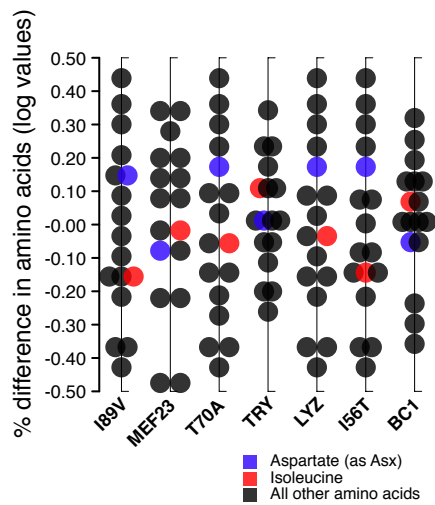 % difference in amino acids (log values)
0.50
0.40
0.30
0.20
0.10
-0.00
-0.10
-0.20
-0.30
-0.40
-0.50
I89V
MEF23
T70A
TRY
LYZ
I56T
BC1
Aspartate (as Asx)
Isoleucine
All other amino acids